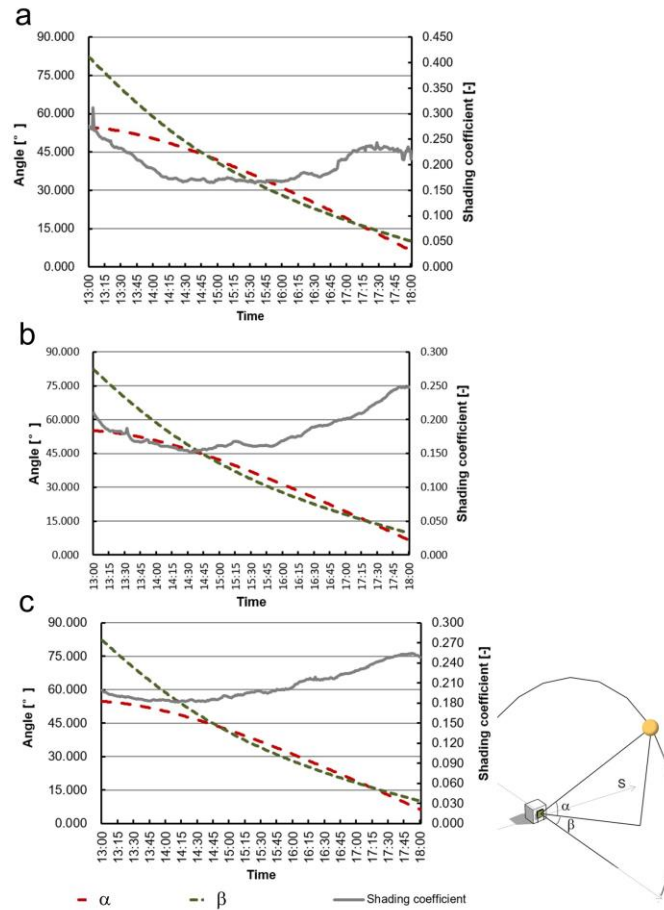 a
Angle [° ]
90.000
75.000
60.000
45.000
30.000
15.000
0.000
0.450
0.400
0.350
0.300
0.250
0.200
0.150
0.100
0.050
0.000
Shading coefficient [-]
13:00 13:15 13:30 13:45 14:00 14:15 14:30 14:45 15:00 15:15 15:30 15:45 16:00 16:15 16:30 16:45 17:00 17:15 17:30 17:45 18:00
Time
b
Angle [° ]
90.000
75.000
60.000
45.000
30.000
15.000
0.000
0.300
0.250
0.200
0.150
0.100
0.050
0.000
Shading coefficient [-]
13:00 13:15 13:30 13:45 14:00 14:15 14:30 14:45 15:00 15:15 15:30 15:45 16:00 16:15 16:30 16:45 17:00 17:15 17:30 17:45 18:00
Time
c
Angle [° ]
90.000
75.000
60.000
45.000
30.000
15.000
0.000
0.300
0.270
0.240
0.210
0.180
0.150
0.120
0.090
0.060
0.030
0.000
Shading coefficient [-]
13:00 13:15 13:30 13:45 14:00 14:15 14:30 14:45 15:00 15:15 15:30 15:45 16:00 16:15 16:30 16:45 17:00 17:15 17:30 17:45 18:00
Time
S
α
β
α β Shading coefficient